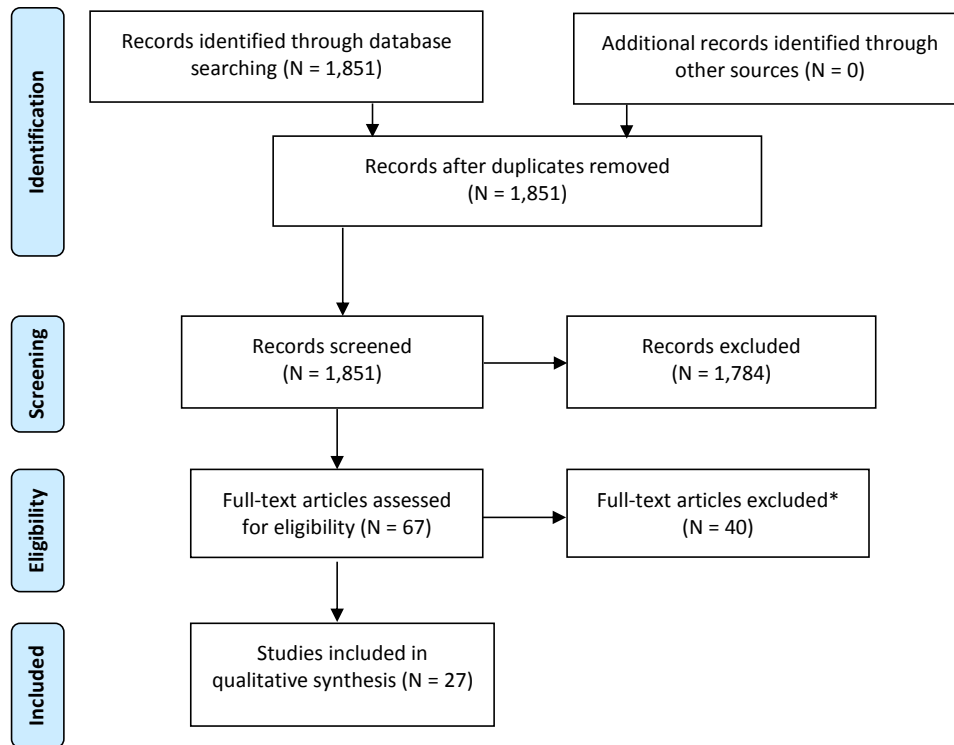 Identification
Records identified through database
searching (N = 1,851)
Additional records identified through
other sources (N = 0)
Records after duplicates removed
(N = 1,851)
Screening
Records screened
(N = 1,851)
Records excluded
(N = 1,784)
Eligibility
Full-text articles assessed
for eligibility (N = 67)
Full-text articles excluded*
(N = 40)
Included
Studies included in
qualitative synthesis (N = 27)